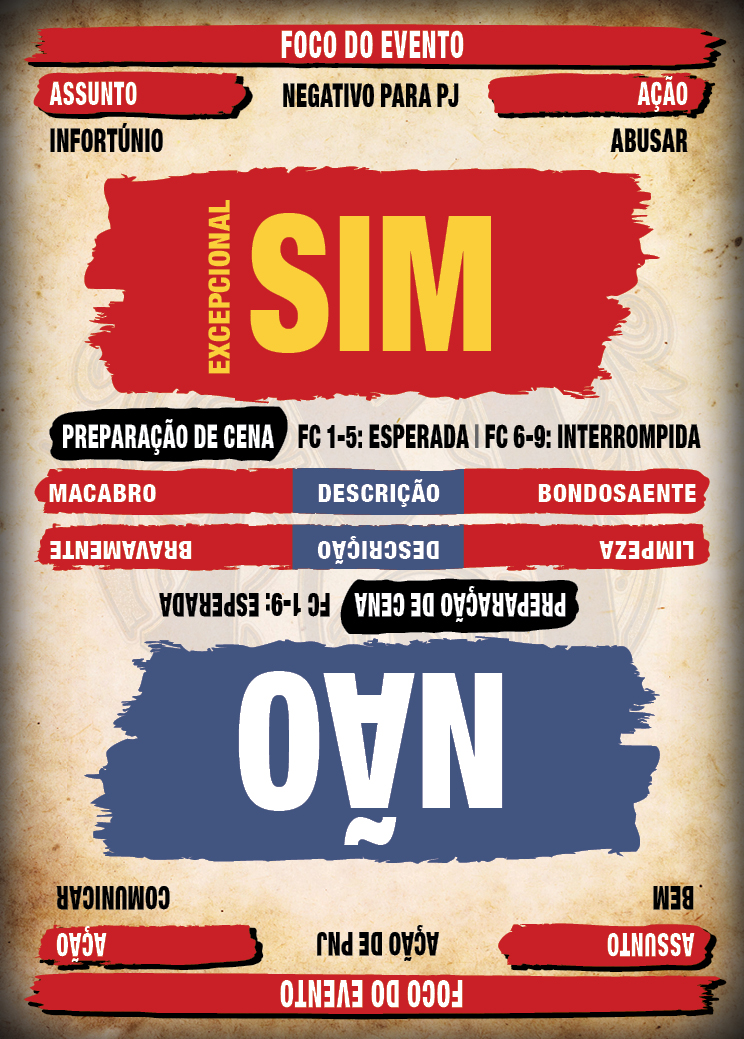 FOCO DO EVENTO
ASSUNTO NEGATIVO PARA PJ AÇÃO
INFORTÚNIO ABUSAR
EXCEPCIONAL SIM
PREPARAÇÃO DE CENA FC 1-5: ESPERADA | FC 6-9: INTERROMPIDA
MACABRO DESCRIÇÃO BONDOSAENTE
FOCO DO EVENTO
ASSUNTO AÇÃO DE PNJ AÇÃO
BEM COMUNICAR
NÃO
PREPARAÇÃO DE CENA FC 1-9: ESPERADA
LIMPEZA DESCRIÇÃO BRAVAMENTE